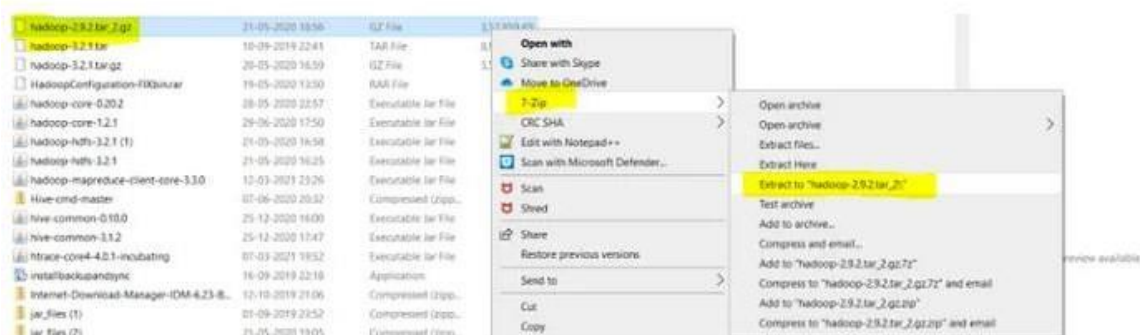 hadoop-2.9.2.tar_2.gz 21-05-2020 10:56 GZ File
hadoop-3.2.1.tar 10-09-2019 22:41 TAR File
hadoop-3.2.1.tar.gz 20-05-2020 16:59 GZ File
HadoopConfiguration-FIXbin.rar 19-05-2020 13:50 RAR File
hadoop-core-0.20.2 28-05-2020 22:57 Executable Jar File
hadoop-core-1.2.1 29-06-2020 17:50 Executable Jar File
hadoop-hdfs-3.2.1 (1) 21-05-2020 16:58 Executable Jar File
hadoop-hdfs-3.2.1 21-05-2020 16:25 Executable Jar File
hadoop-mapreduce-client-core-3.3.0 12-03-2021 23:26 Executable Jar File
Hive-cmd-master 07-06-2020 20:32 Compressed (zipp...
hive-common-0.10.0 25-12-2020 16:00 Executable Jar File
hive-common-3.1.2 25-12-2020 17:47 Executable Jar File
htrace-core4-4.0.1-incubating 07-03-2021 19:52 Executable Jar File
installbackupandsync 16-09-2019 22:18 Application
Internet-Download-Manager-IDM-6.23-B... 12-10-2019 21:06 Compressed (zipp...
jar_files (1) 01-09-2019 23:52 Compressed (zipp...
jar_files (2) 21-05-2020 19:05 Compressed (zipp...
Open with
Share with Skype
Move to OneDrive
7-Zip
CRC SHA
Edit with Notepad++
Scan with Microsoft Defender...
Scan
Shred
Share
Restore previous versions
Send to
Cut
Copy
Open archive
Open archive
Extract files...
Extract Here
Extract to "hadoop-2.9.2.tar_2\"
Test archive
Add to archive...
Compress and email...
Add to "hadoop-2.9.2.tar_2.gz.7z"
Compress to "hadoop-2.9.2.tar_2.gz.7z" and email
Add to "hadoop-2.9.2.tar_2.gz.zip"
Compress to "hadoop-2.9.2.tar_2.gz.zip" and email
available